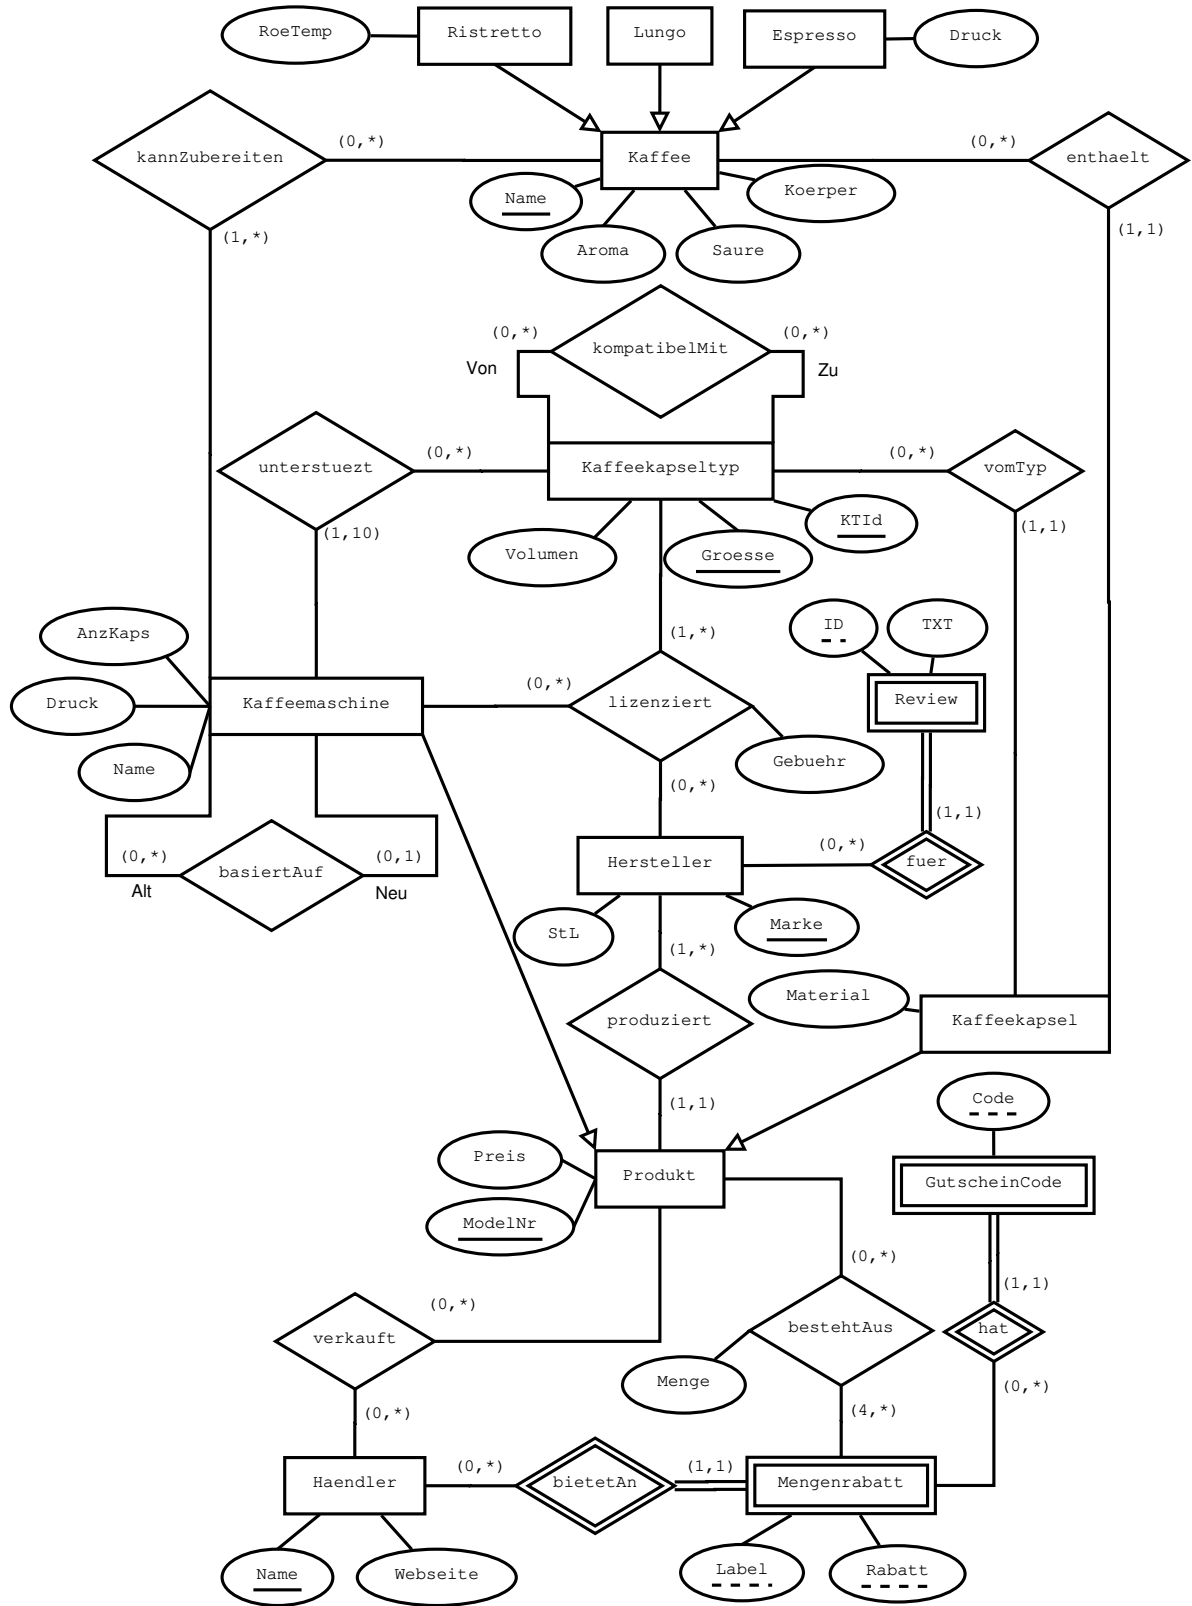 RoeTemp
Ristretto
Lungo
Espresso
Druck
kannZubereiten
(0,*)
Kaffee
(0,*)
enthaelt
Name
Koerper
(1,*)
Aroma
Saure
(1,1)
(0,*)
kompatibelMit
(0,*)
Von
Zu
unterstuezt
(0,*)
Kaffeekapseltyp
(0,*)
vomTyp
(1,10)
Volumen
Groesse
KTId
(1,1)
AnzKaps
(1,*)
ID
TXT
Druck
Kaffeemaschine
(0,*)
lizenziert
Review
Name
Gebuehr
(0,*)
(1,1)
(0,*)
basiertAuf
(0,1)
Alt
Neu
Hersteller
(0,*)
fuer
StL
Marke
(1,*)
Material
produziert
Kaffeekapsel
(1,1)
Code
Preis
Produkt
GutscheinCode
ModelNr
(0,*)
(1,1)
(0,*)
verkauft
bestehtAus
hat
Menge
(0,*)
(0,*)
(4,*)
Haendler
(0,*)
bietetAn
(1,1)
Mengenrabatt
Name
Webseite
Label
Rabatt